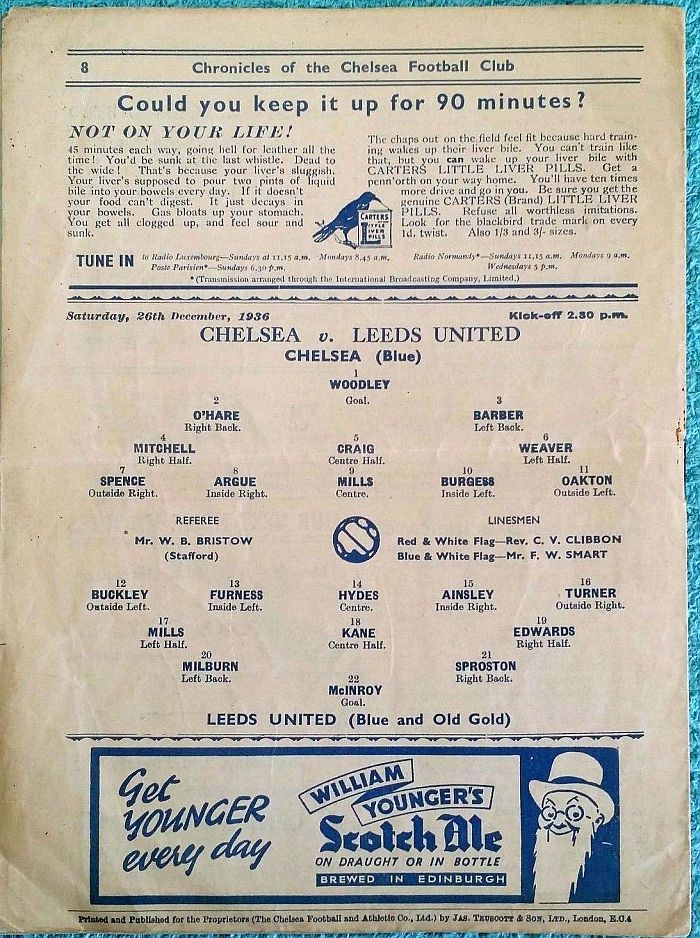 8 Chronicles of the Chelsea Football Club
Could you keep it up for 90 minutes?
NOT ON YOUR LIFE!
45 minutes each way, going hell for leather all the
time! You'd be sunk at the last whistle. Dead to
the wide! That's because your liver's sluggish.
Your liver's supposed to pour two pints of liquid
bile into your bowels every day. If it doesn't
your food can't digest. It just decays in
your bowels. Gas bloats up your stomach.
You get all clogged up, and feel sour and
sunk.
The chaps out on the field feel fit because hard train-
ing wakes up their liver bile. You can't train like
that, but you can wake up your liver bile with
CARTERS LITTLE LIVER PILLS. Get a
penn'orth on your way home. You'll have ten times
more drive and go in you. Be sure you get the
genuine CARTERS (Brand) LITTLE LIVER
PILLS. Refuse all worthless imitations.
Look for the blackbird trade mark on every
1d. twist. Also 1/3 and 3/- sizes.
CARTERS
LITTLE
LIVER
PILLS
TUNE IN to Radio Luxembourg—Sundays at 11.15 a.m. Mondays 8.45 a.m. Radio Normandy*—Sundays 11.15 a.m. Mondays 9 a.m.
Poste Parisien*—Sundays 6.30 p.m. Wednesdays 5 p.m.
*(Transmission arranged through the International Broadcasting Company, Limited.)
Saturday, 26th December, 1936 Kick-off 2.30 p.m.
CHELSEA v. LEEDS UNITED
CHELSEA (Blue)
1
WOODLEY
Goal.
2 3
O'HARE BARBER
Right Back. Left Back.
4 5 6
MITCHELL CRAIG WEAVER
Right Half. Centre Half. Left Half.
7 8 9 10 11
SPENCE ARGUE MILLS BURGESS OAKTON
Outside Right. Inside Right. Centre. Inside Left. Outside Left.
REFEREE LINESMEN
Mr. W. B. BRISTOW Red & White Flag—Rev. C. V. CLIBBON
(Stafford) Blue & White Flag—Mr. F. W. SMART
12 13 14 15 16
BUCKLEY FURNESS HYDES AINSLEY TURNER
Outside Left. Inside Left. Centre. Inside Right. Outside Right.
17 18 19
MILLS KANE EDWARDS
Left Half. Centre Half. Right Half.
20 21
MILBURN SPROSTON
Left Back. Right Back.
22
McINROY
Goal.
LEEDS UNITED (Blue and Old Gold)
Get
YOUNGER
every day
WILLIAM
YOUNGER'S
Scotch Ale
ON DRAUGHT OR IN BOTTLE
BREWED IN EDINBURGH
Printed and Published for the Proprietors (The Chelsea Football and Athletic Co., Ltd.) by JAS. TRUSCOTT & SON, LTD., London, E.C.4